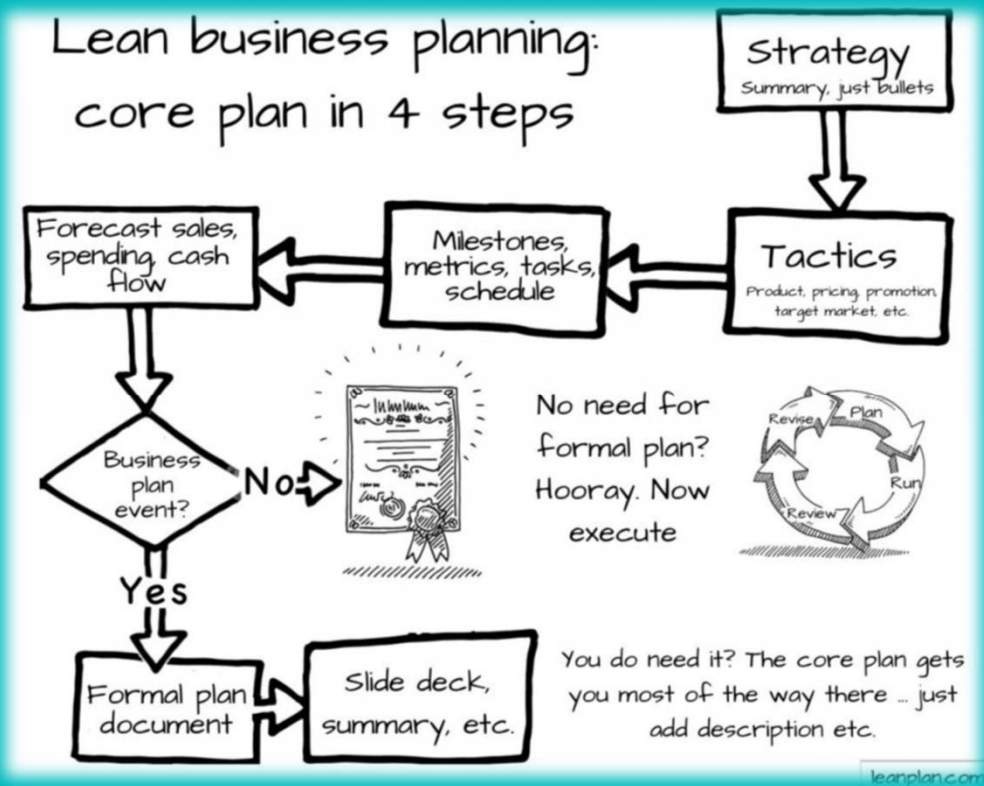 Lean business planning:
core plan in 4 steps
Strategy
Summary, just bullets
Tactics
Product, pricing, promotion,
target market, etc.
Milestones,
metrics, tasks,
schedule
Forecast sales,
spending, cash
flow
Business
plan
event?
No
Yes
No need for
formal plan?
Hooray. Now
execute
Plan
Run
Review
Revise
Formal plan
document
Slide deck,
summary, etc.
You do need it? The core plan gets
you most of the way there ... just
add description etc.
leanplan.com